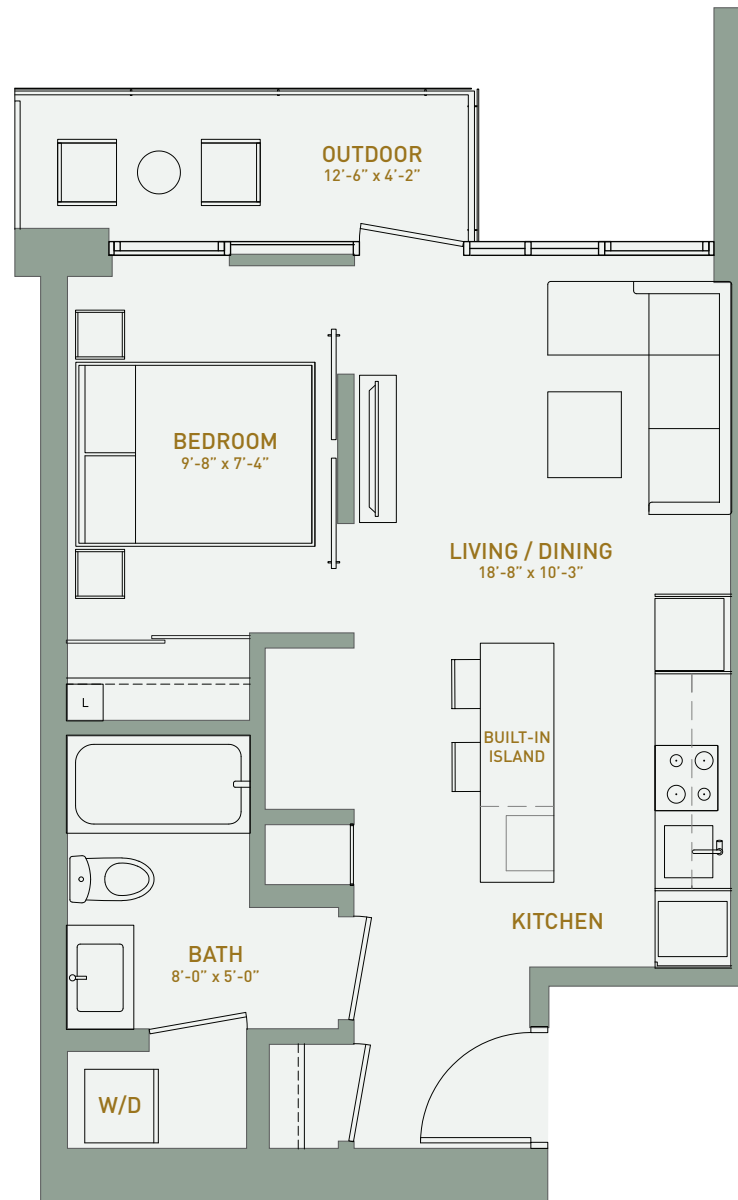 OUTDOOR
12’-6” x 4’-2”
BEDROOM
9’-8” x 7’-4”
LIVING / DINING
18’-8” x 10’-3”
L
BUILT-IN
ISLAND
KITCHEN
BATH
8’-0” x 5’-0”
W/D